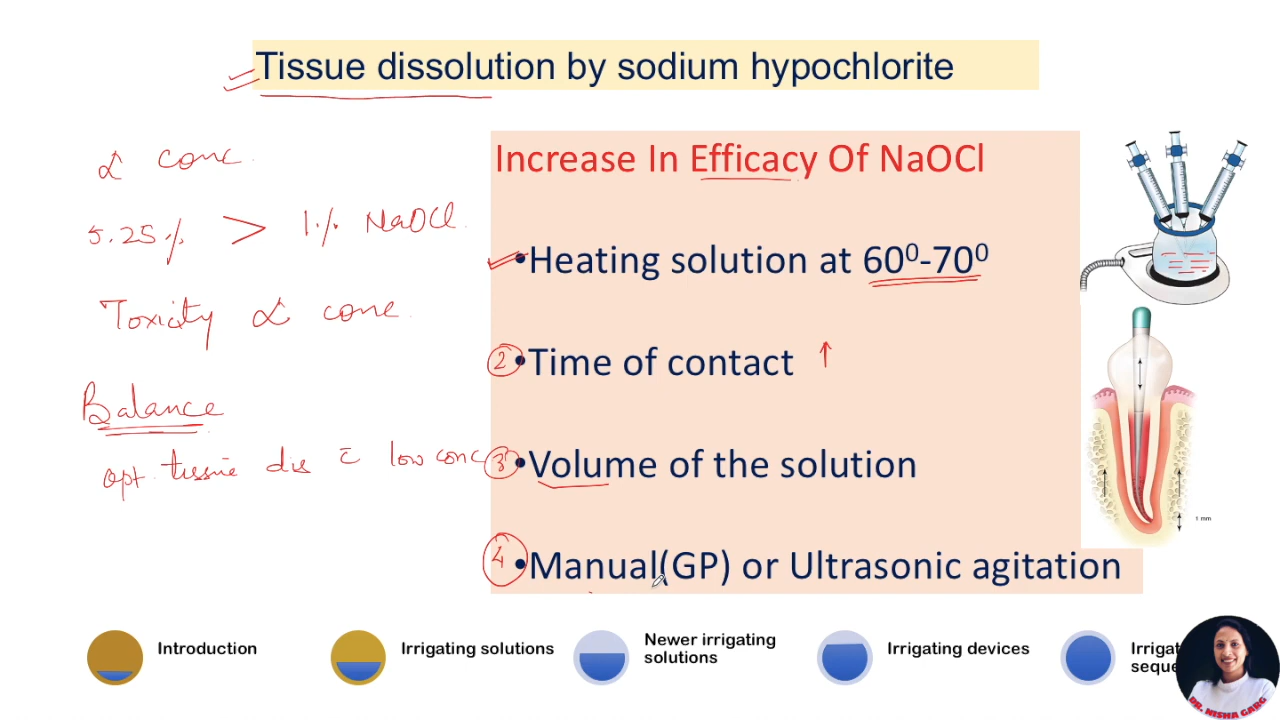 Tissue dissolution by sodium hypochlorite
∝ conc.
5.25% > 1% NaOCl.
Toxicity ∝ conc.
Balance
opt. tissue dis c̄ low conc
Increase In Efficacy Of NaOCl
•Heating solution at 60⁰-70⁰
2 •Time of contact ↑
3 •Volume of the solution
4 •Manual(GP) or Ultrasonic agitation
1 mm
Introduction
Irrigating solutions
Newer irrigating
solutions
Irrigating devices
DR. NISHA GARG